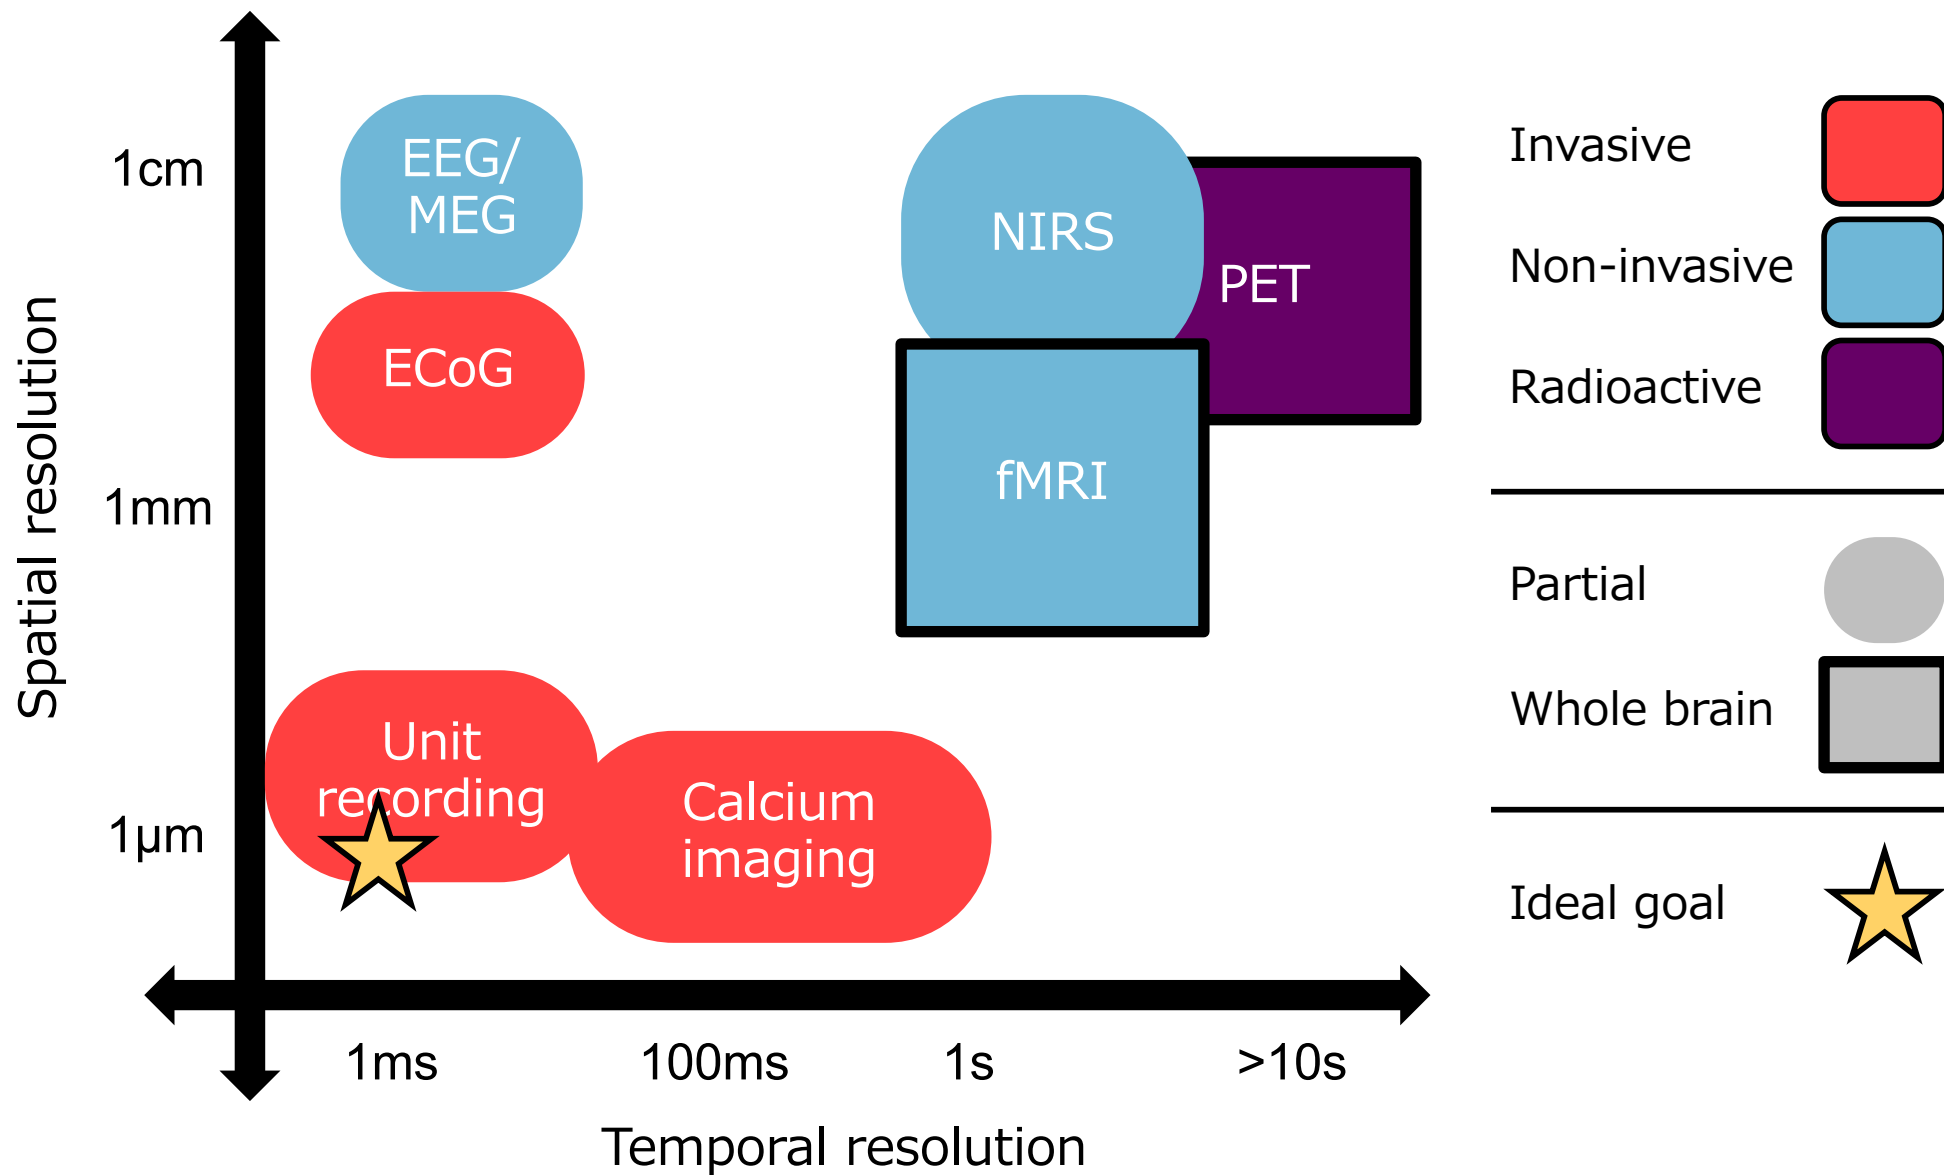 Spatial resolution
1cm
1mm
1µm
EEG/
MEG
ECoG
NIRS
PET
fMRI
Unit
recording
Calcium
imaging
1ms
100ms
1s
>10s
Temporal resolution
Invasive
Non-invasive
Radioactive
Partial
Whole brain
Ideal goal